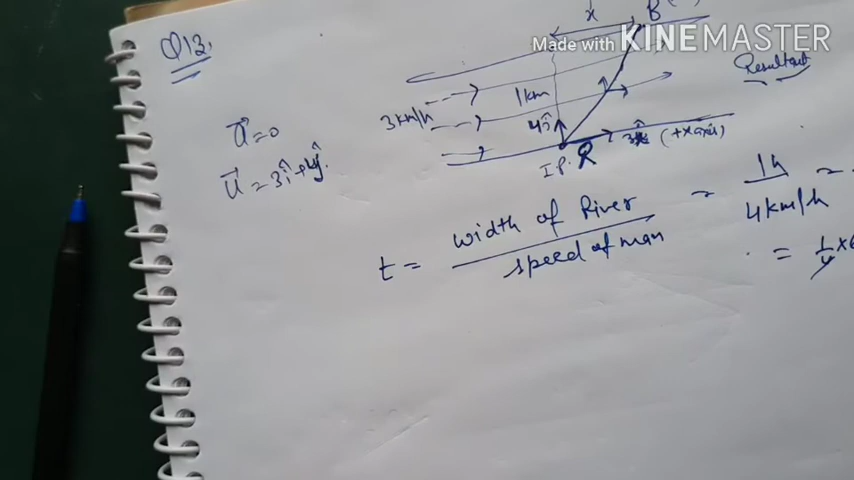 Q13.
x B
Made with KINEMASTER
Resultant
3km/h 1km
4ĵ
3î (+x axis)
I.P.
a⃗ = 0
u⃗ = 3î + 4ĵ.
t = width of River / speed of man = 1k / 4km/h =
= 1/4 × 6